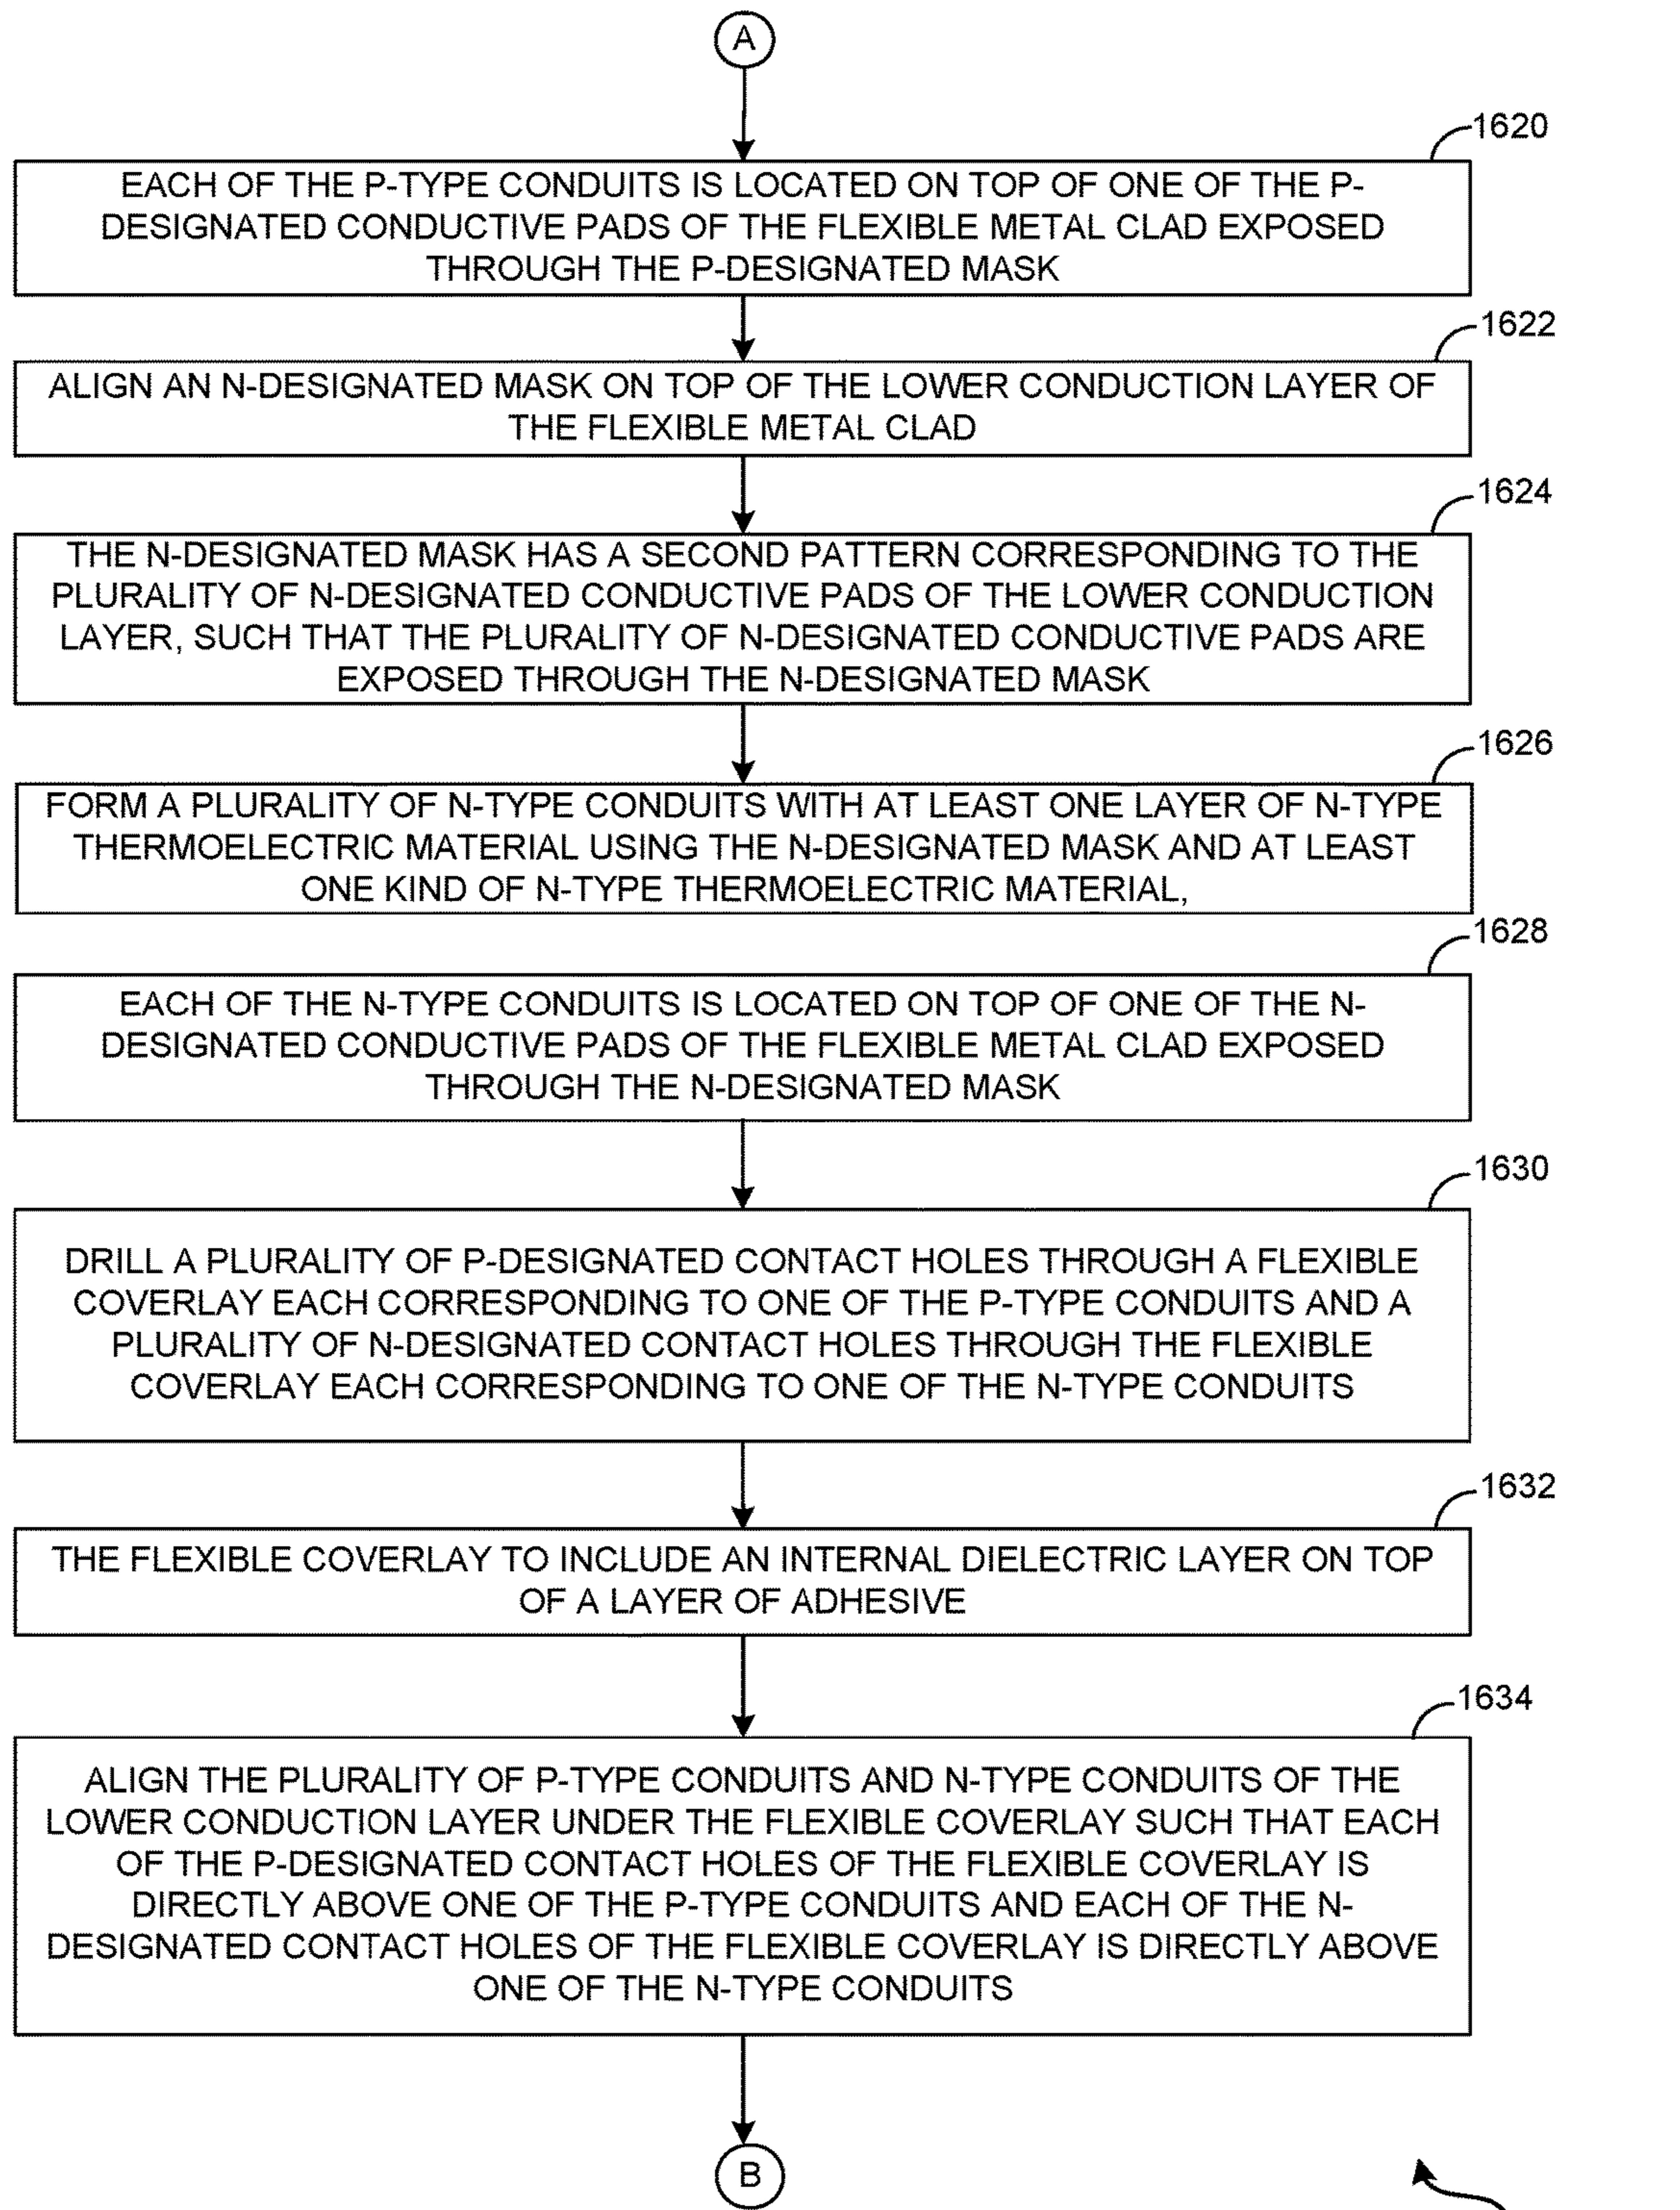 A
1620
EACH OF THE P-TYPE CONDUITS IS LOCATED ON TOP OF ONE OF THE P-
DESIGNATED CONDUCTIVE PADS OF THE FLEXIBLE METAL CLAD EXPOSED
THROUGH THE P-DESIGNATED MASK
1622
ALIGN AN N-DESIGNATED MASK ON TOP OF THE LOWER CONDUCTION LAYER OF
THE FLEXIBLE METAL CLAD
1624
THE N-DESIGNATED MASK HAS A SECOND PATTERN CORRESPONDING TO THE
PLURALITY OF N-DESIGNATED CONDUCTIVE PADS OF THE LOWER CONDUCTION
LAYER, SUCH THAT THE PLURALITY OF N-DESIGNATED CONDUCTIVE PADS ARE
EXPOSED THROUGH THE N-DESIGNATED MASK
1626
FORM A PLURALITY OF N-TYPE CONDUITS WITH AT LEAST ONE LAYER OF N-TYPE
THERMOELECTRIC MATERIAL USING THE N-DESIGNATED MASK AND AT LEAST
ONE KIND OF N-TYPE THERMOELECTRIC MATERIAL,
1628
EACH OF THE N-TYPE CONDUITS IS LOCATED ON TOP OF ONE OF THE N-
DESIGNATED CONDUCTIVE PADS OF THE FLEXIBLE METAL CLAD EXPOSED
THROUGH THE N-DESIGNATED MASK
1630
DRILL A PLURALITY OF P-DESIGNATED CONTACT HOLES THROUGH A FLEXIBLE
COVERLAY EACH CORRESPONDING TO ONE OF THE P-TYPE CONDUITS AND A
PLURALITY OF N-DESIGNATED CONTACT HOLES THROUGH THE FLEXIBLE
COVERLAY EACH CORRESPONDING TO ONE OF THE N-TYPE CONDUITS
1632
THE FLEXIBLE COVERLAY TO INCLUDE AN INTERNAL DIELECTRIC LAYER ON TOP
OF A LAYER OF ADHESIVE
1634
ALIGN THE PLURALITY OF P-TYPE CONDUITS AND N-TYPE CONDUITS OF THE
LOWER CONDUCTION LAYER UNDER THE FLEXIBLE COVERLAY SUCH THAT EACH
OF THE P-DESIGNATED CONTACT HOLES OF THE FLEXIBLE COVERLAY IS
DIRECTLY ABOVE ONE OF THE P-TYPE CONDUITS AND EACH OF THE N-
DESIGNATED CONTACT HOLES OF THE FLEXIBLE COVERLAY IS DIRECTLY ABOVE
ONE OF THE N-TYPE CONDUITS
B